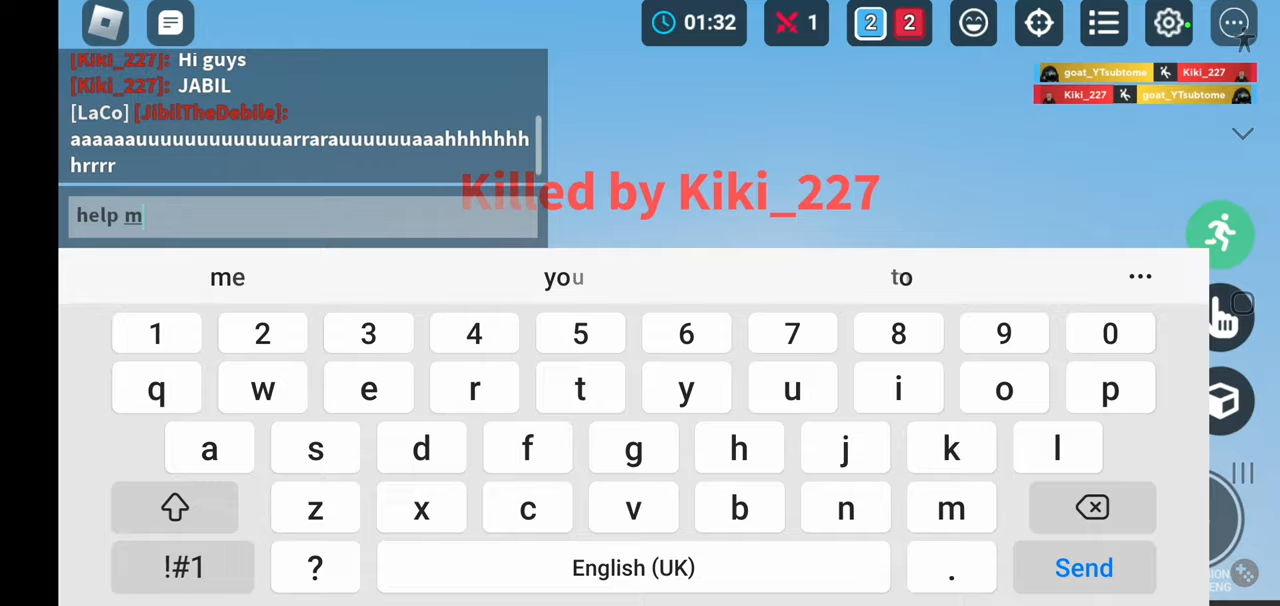 01:32
1
2 2
[Kiki_227]: Hi guys
[Kiki_227]: JABIL
[LaCo] [JibilTheDebile]:
aaaaaauuuuuuuuuuuuarrarauuuuuuaaahhhhhhh
hrrrr
goat_YTsubtome Kiki_227
Kiki_227 goat_YTsubtome
Killed by Kiki_227
help m
me you to
1 2 3 4 5 6 7 8 9 0
q w e r t y u i o p
a s d f g h j k l
z x c v b n m
!#1 ? English (UK) . Send